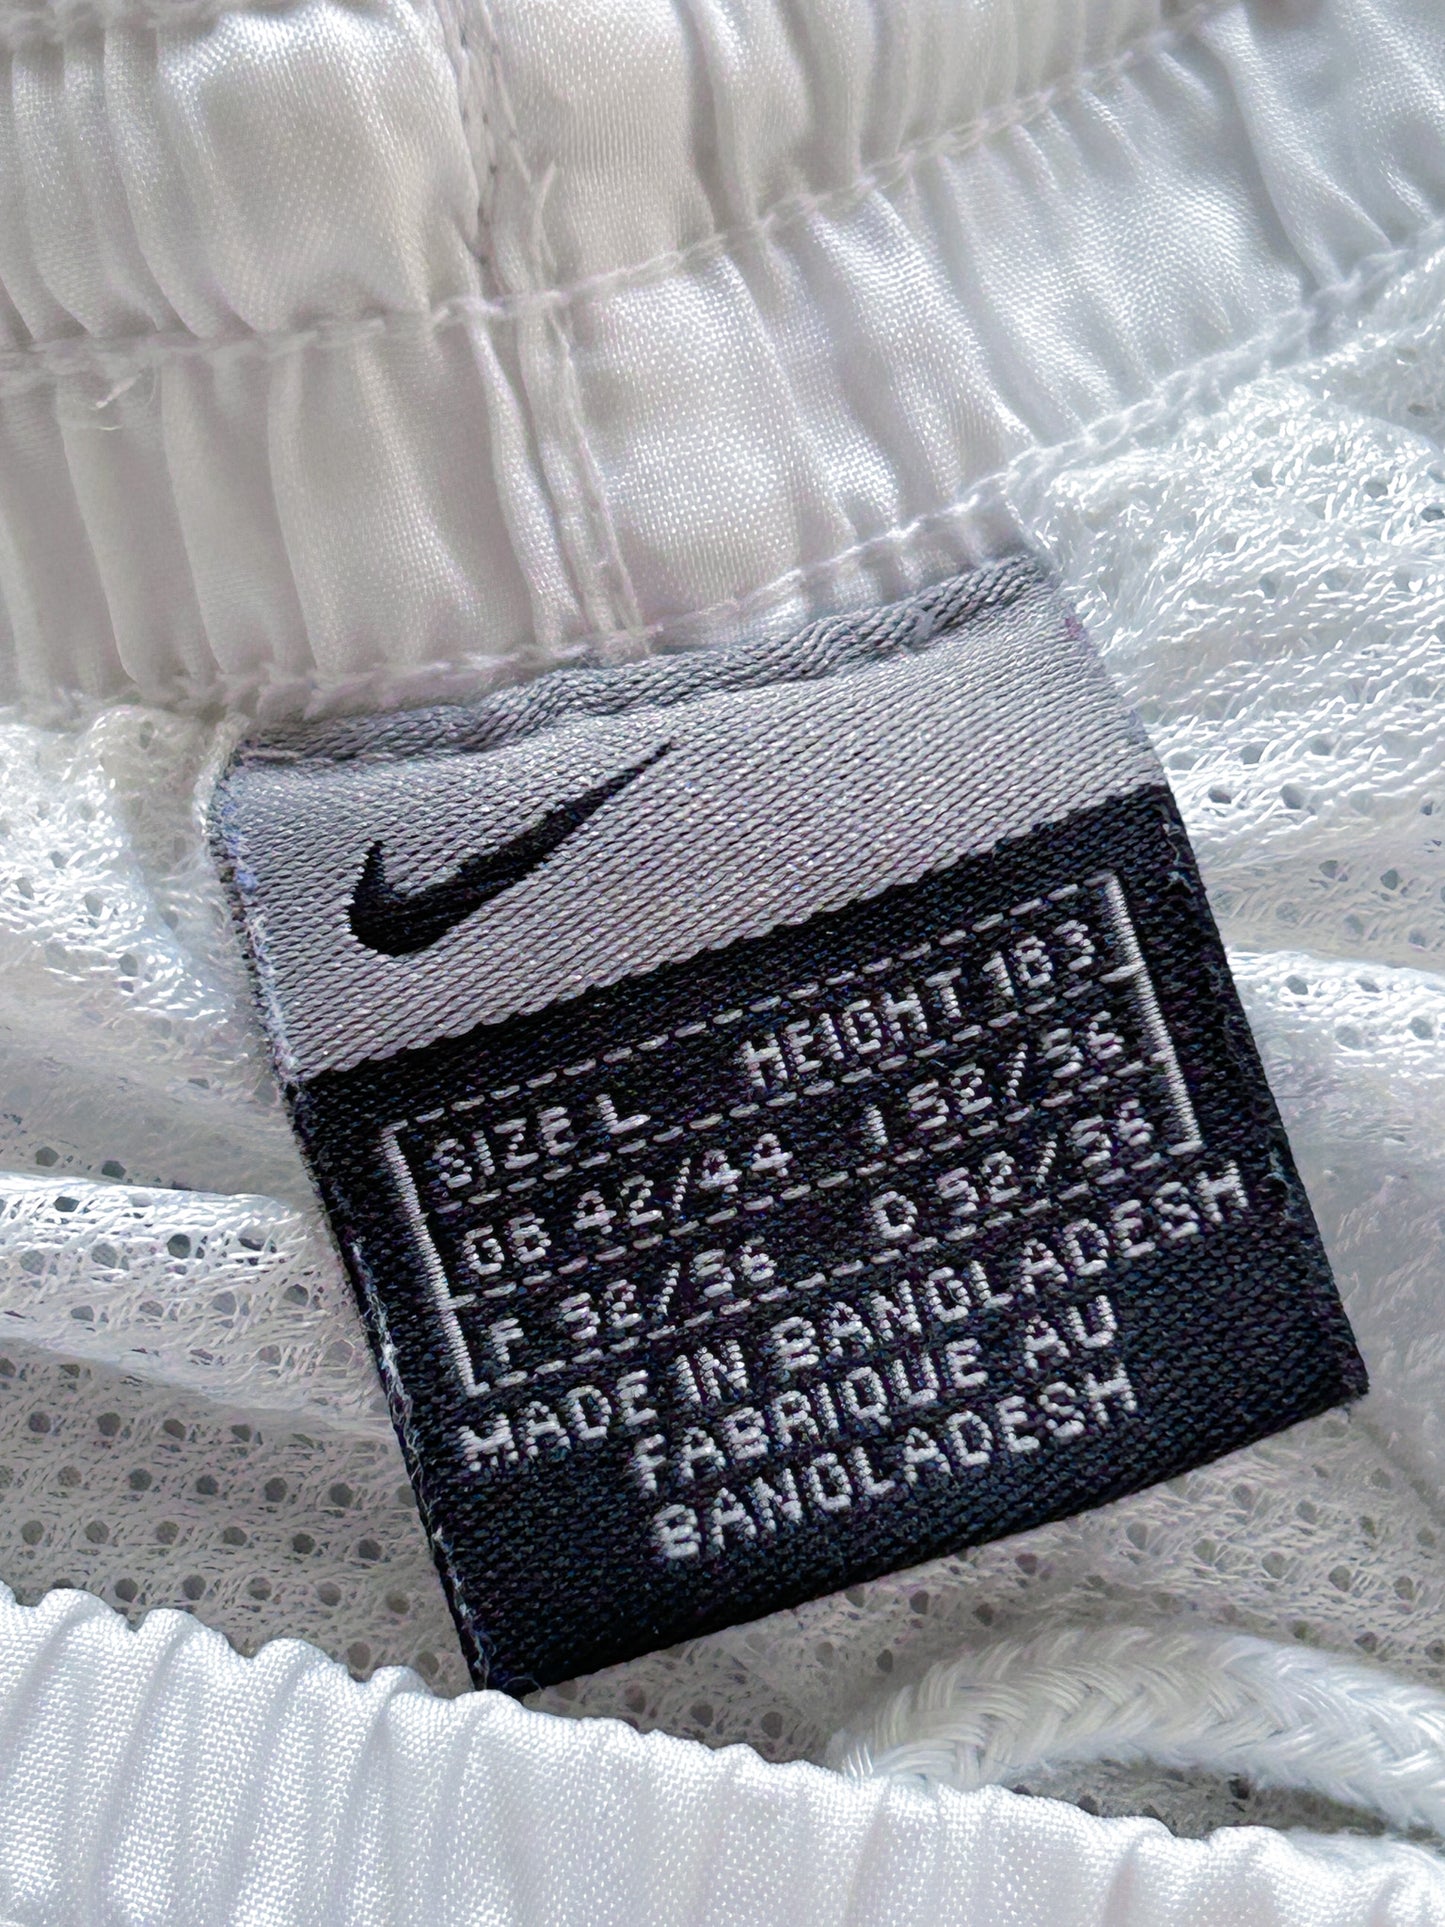 SIZE L HEIGHT 183
GB 42/44 I 52/56
F 52/56 D 52/56
MADE IN BANGLADESH
FABRIQUE AU
BANGLADESH